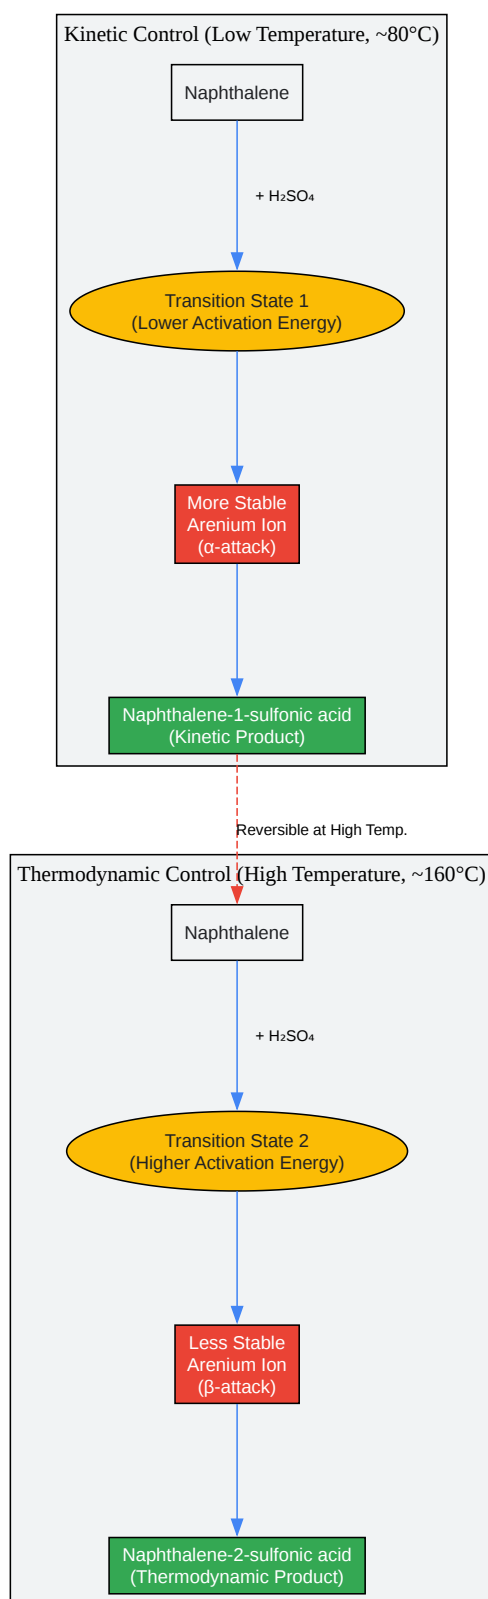 Kinetic Control (Low Temperature, ~80°C)
Naphthalene
+ H₂SO₄
Transition State 1
(Lower Activation Energy)
More Stable
Arenium Ion
(α-attack)
Naphthalene-1-sulfonic acid
(Kinetic Product)
Reversible at High Temp.
Thermodynamic Control (High Temperature, ~160°C)
Naphthalene
+ H₂SO₄
Transition State 2
(Higher Activation Energy)
Less Stable
Arenium Ion
(β-attack)
Naphthalene-2-sulfonic acid
(Thermodynamic Product)